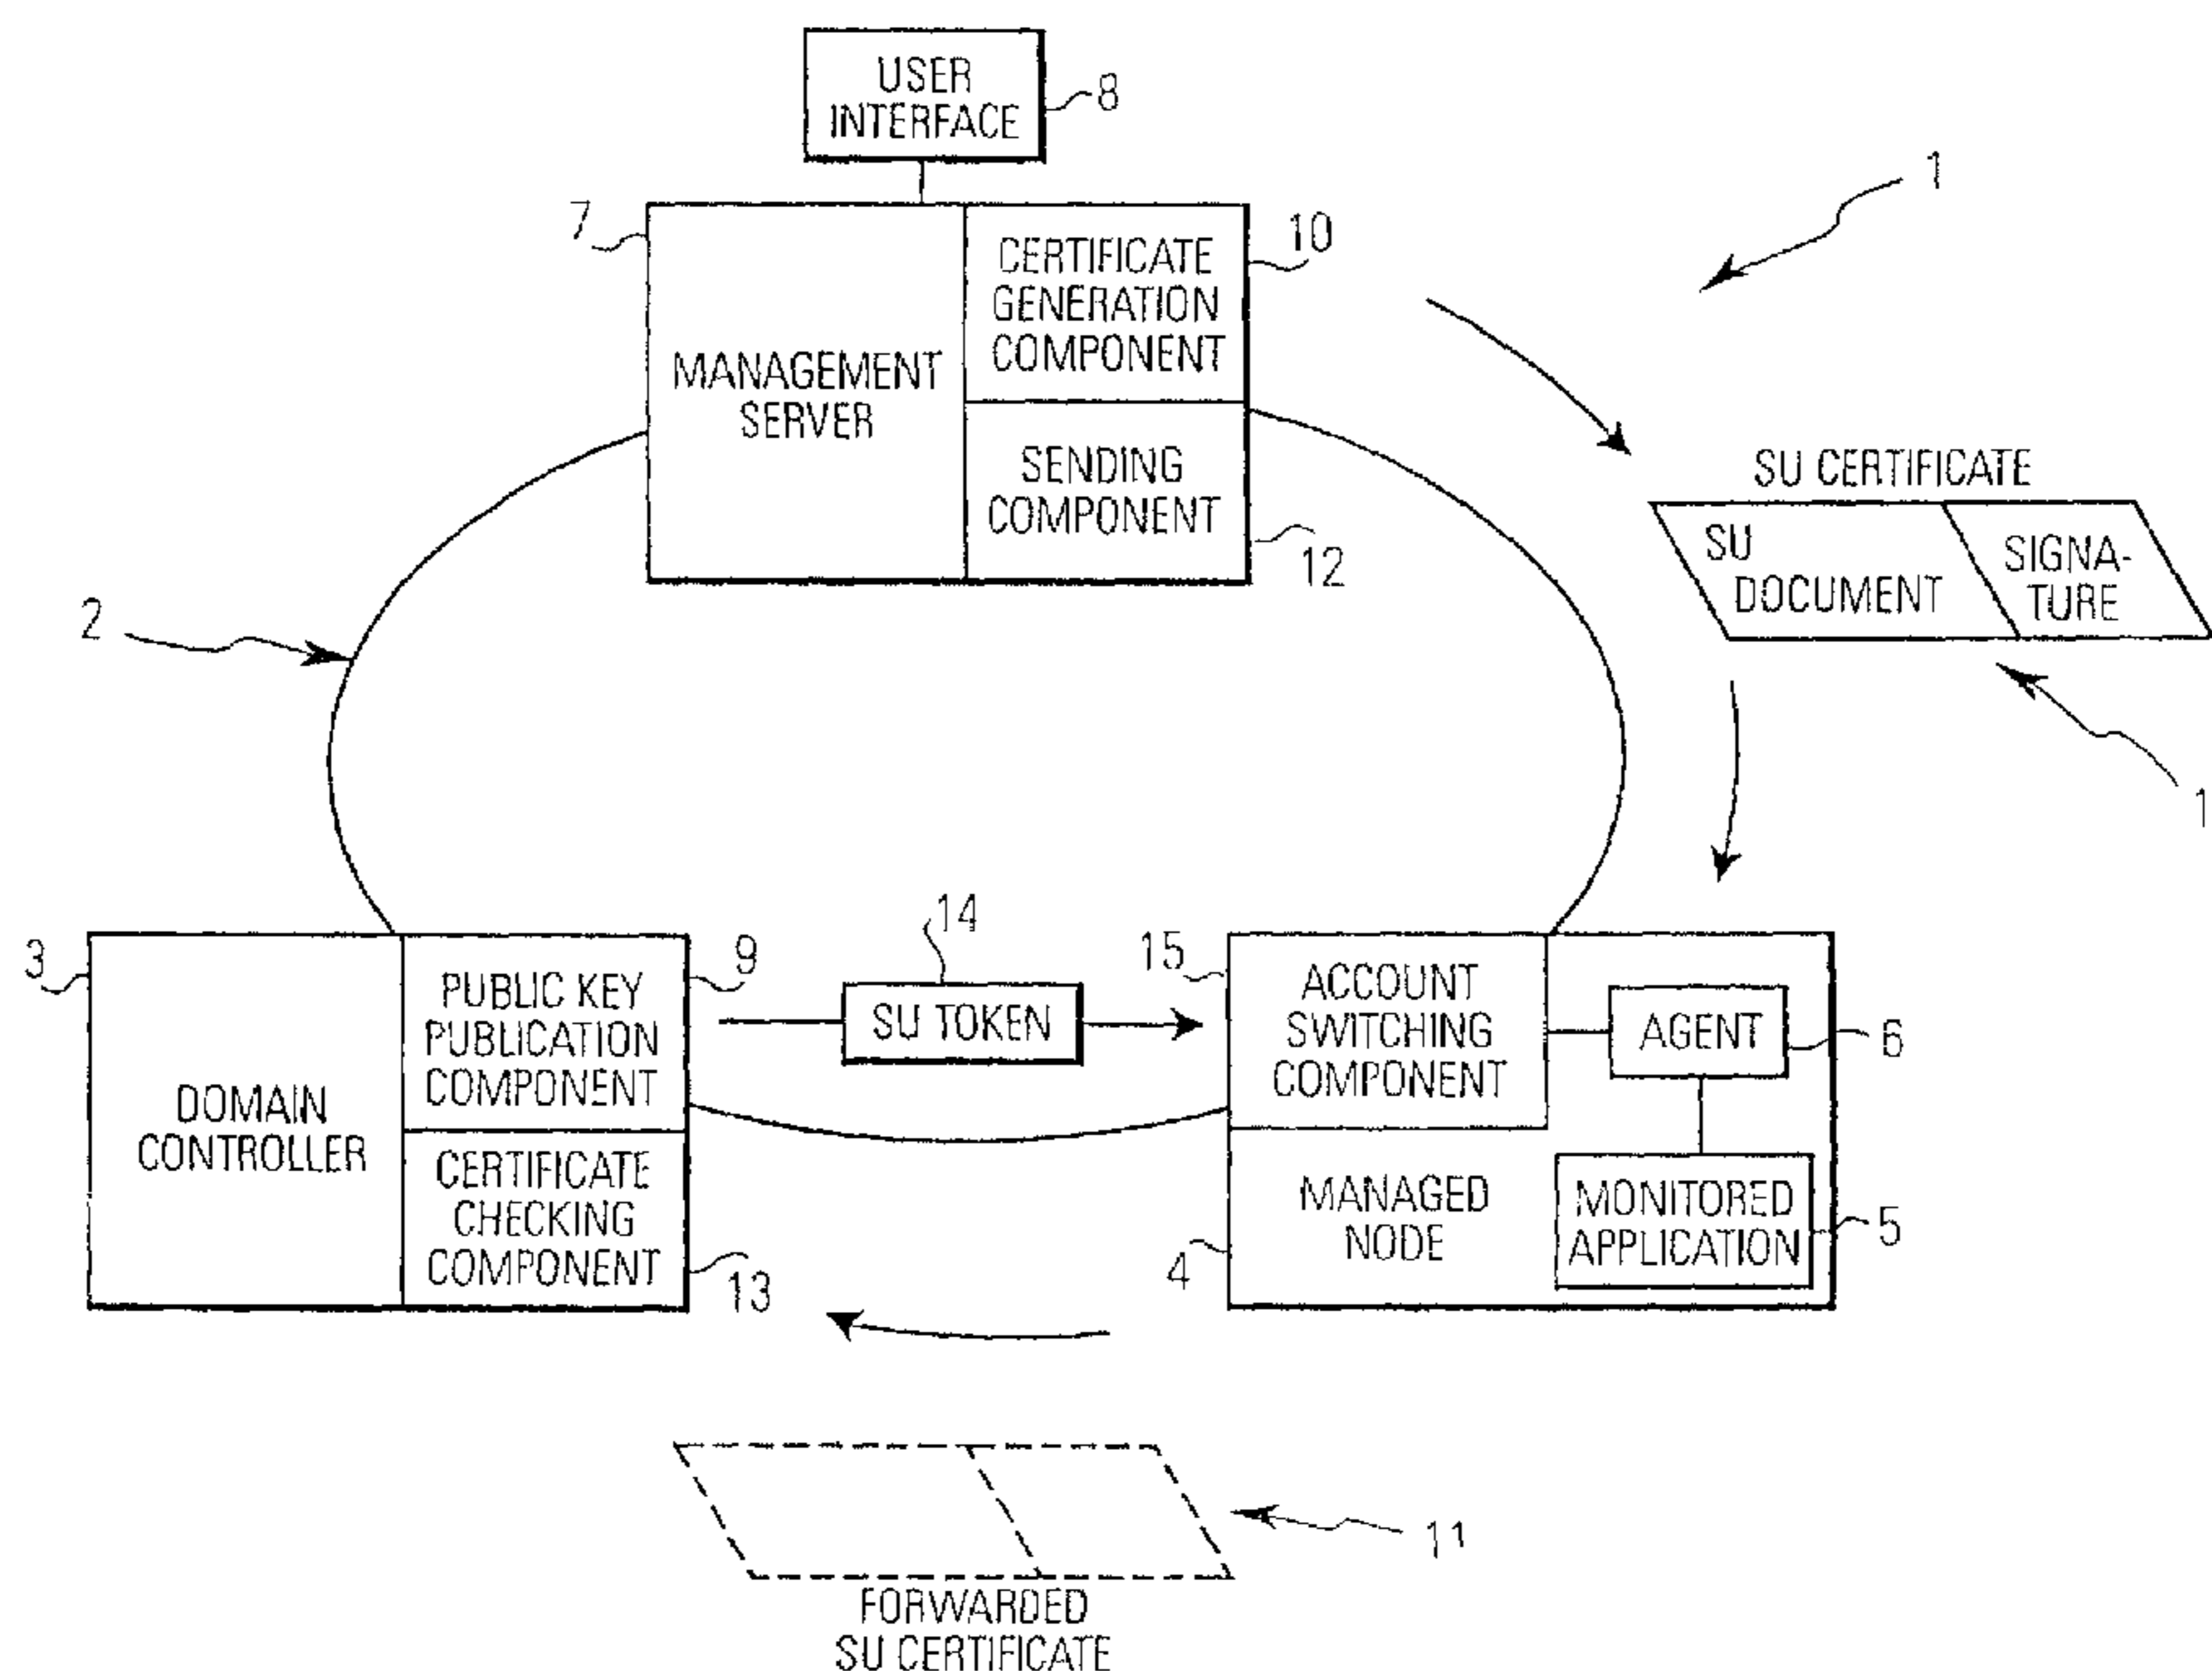 USER
INTERFACE
8
1
7
10
CERTIFICATE
GENERATION
COMPONENT
MANAGEMENT
SERVER
SENDING
COMPONENT
12
SU CERTIFICATE
SU
DOCUMENT
SIGNA-
TURE
2
1
3
9
PUBLIC KEY
PUBLICATION
COMPONENT
DOMAIN
CONTROLLER
CERTIFICATE
CHECKING
COMPONENT
13
14
SU TOKEN
15
ACCOUNT
SWITCHING
COMPONENT
AGENT
6
MANAGED
NODE
4
MONITORED
APPLICATION
5
11
FORWARDED
SU CERTIFICATE